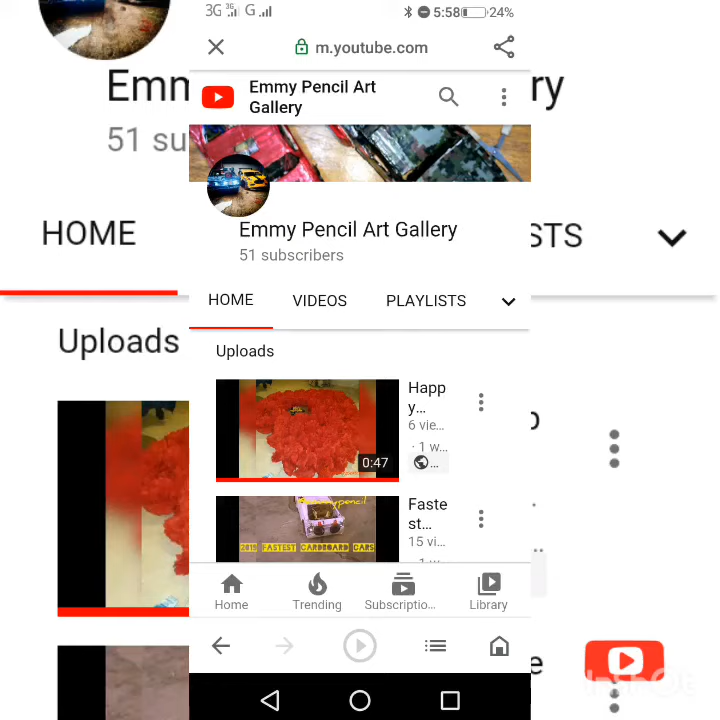 3G 3G G 5:58 24%
m.youtube.com
Emmy Pencil Art
Gallery
Emmy Pencil Art Gallery
51 subscribers
HOME VIDEOS PLAYLISTS
Uploads
Happ
y...
6 vie...
· 1 w...
0:47
Faste
st...
15 vi...
· 1 w
2019 FASTEST CARDBOARD CARS
Home Trending Subscriptio... Library
Emm
ry
51 su
HOME
STS
Uploads